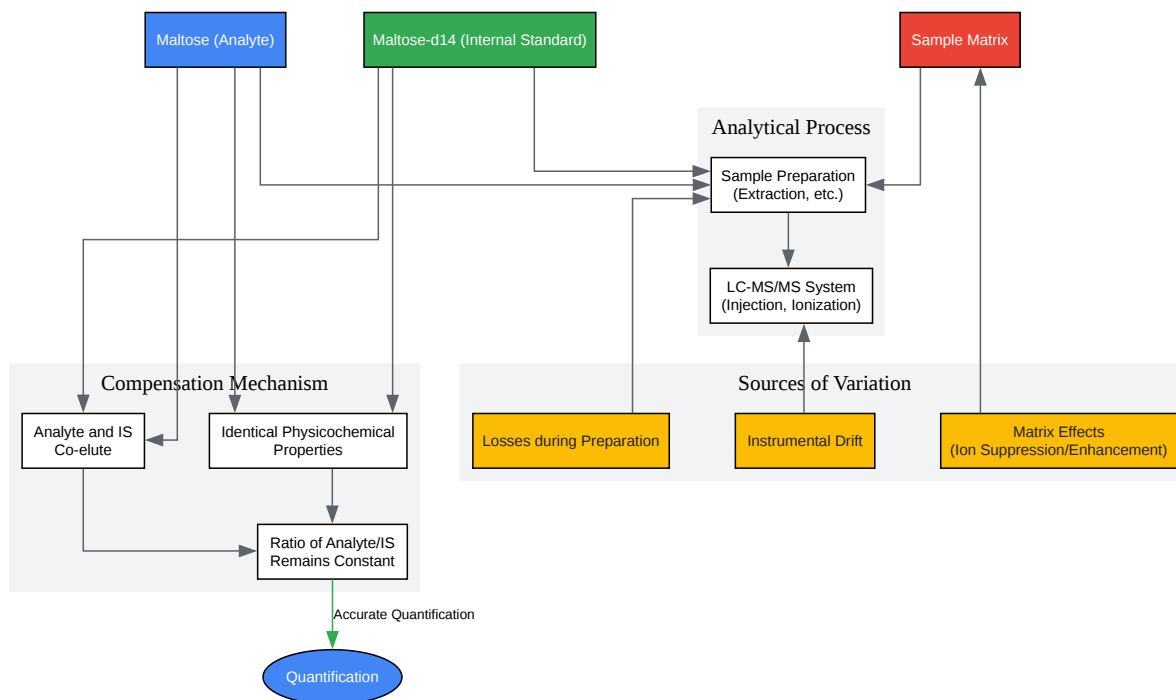 Maltose (Analyte)
Maltose-d14 (Internal Standard)
Sample Matrix
Analytical Process
Sample Preparation
(Extraction, etc.)
LC-MS/MS System
(Injection, Ionization)
Compensation Mechanism
Sources of Variation
Analyte and IS
Co-elute
Identical Physicochemical
Properties
Losses during Preparation
Instrumental Drift
Matrix Effects
(Ion Suppression/Enhancement)
Ratio of Analyte/IS
Remains Constant
Accurate Quantification
Quantification